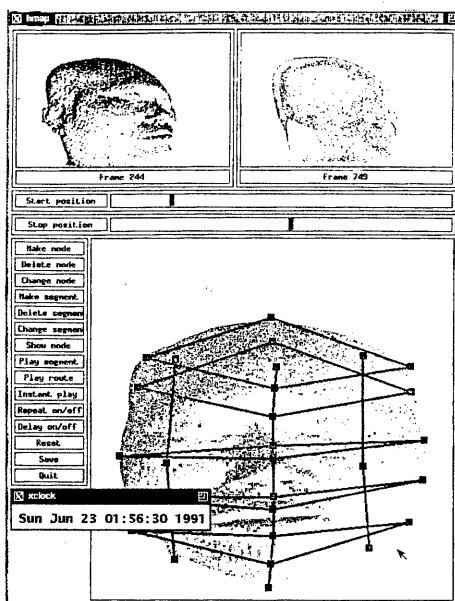 hmap
Frame 244
Frame 749
Start position
Stop position
Make node
Delete node
Change node
Make segment
Delete segmen
Change segmen
Show node
Play segment
Play route
Instant play
Repeat on/off
Delay on/off
Reset
Save
Quit
xclock
Sun Jun 23 01:56:30 1991